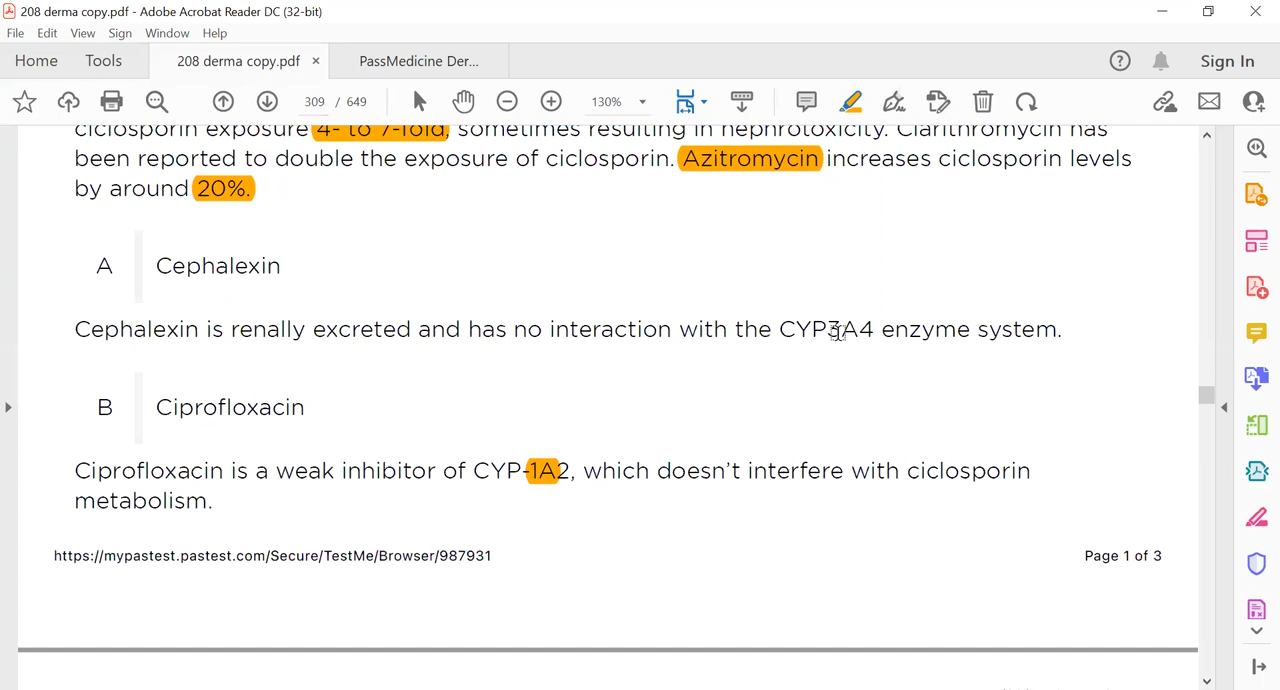 208 derma copy.pdf - Adobe Acrobat Reader DC (32-bit)
File Edit View Sign Window Help
Home Tools 208 derma copy.pdf × PassMedicine Der... Sign In
309 / 649 130%
ciclosporin exposure 4- to 7-fold, sometimes resulting in nephrotoxicity. Clarithromycin has
been reported to double the exposure of ciclosporin. Azitromycin increases ciclosporin levels
by around 20%.
A Cephalexin
Cephalexin is renally excreted and has no interaction with the CYP3A4 enzyme system.
B Ciprofloxacin
Ciprofloxacin is a weak inhibitor of CYP-1A2, which doesn't interfere with ciclosporin
metabolism.
https://mypastest.pastest.com/Secure/TestMe/Browser/987931 Page 1 of 3